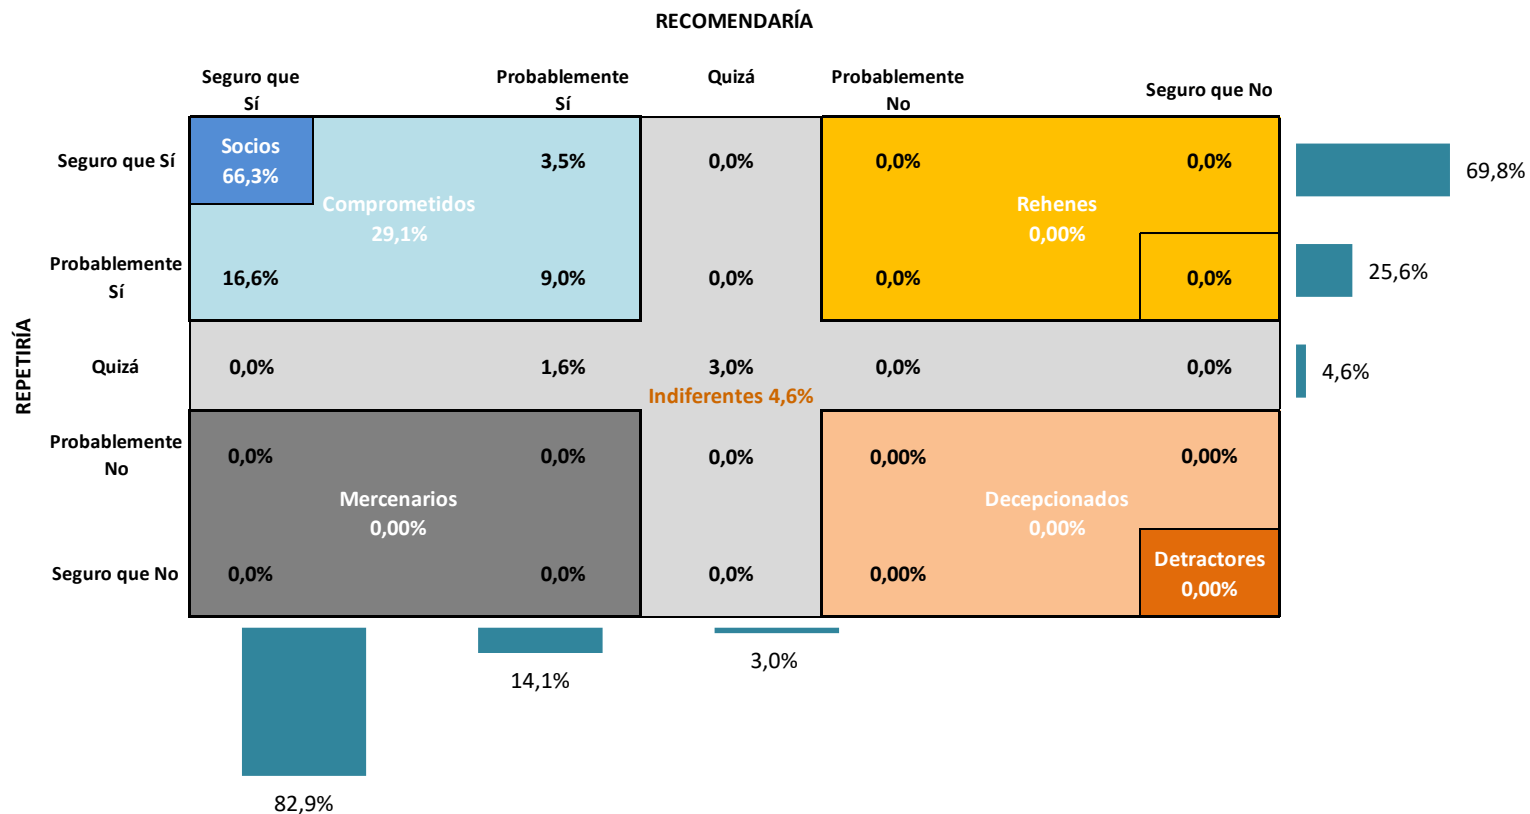 RECOMENDARÍA
Seguro que
Sí
Probablemente
Sí
Quizá
Probablemente
No
Seguro que No
REPETIRÍA
Seguro que Sí
Socios
66,3%
3,5%
0,0%
0,0%
0,0%
69,8%
Comprometidos
29,1%
Rehenes
0,00%
Probablemente
Sí
16,6%
9,0%
0,0%
0,0%
0,0%
25,6%
Quizá
0,0%
1,6%
3,0%
0,0%
0,0%
4,6%
Indiferentes 4,6%
Probablemente
No
0,0%
0,0%
0,0%
0,00%
0,00%
Mercenarios
0,00%
Decepcionados
0,00%
Seguro que No
0,0%
0,0%
0,0%
0,00%
Detractores
0,00%
82,9%
14,1%
3,0%